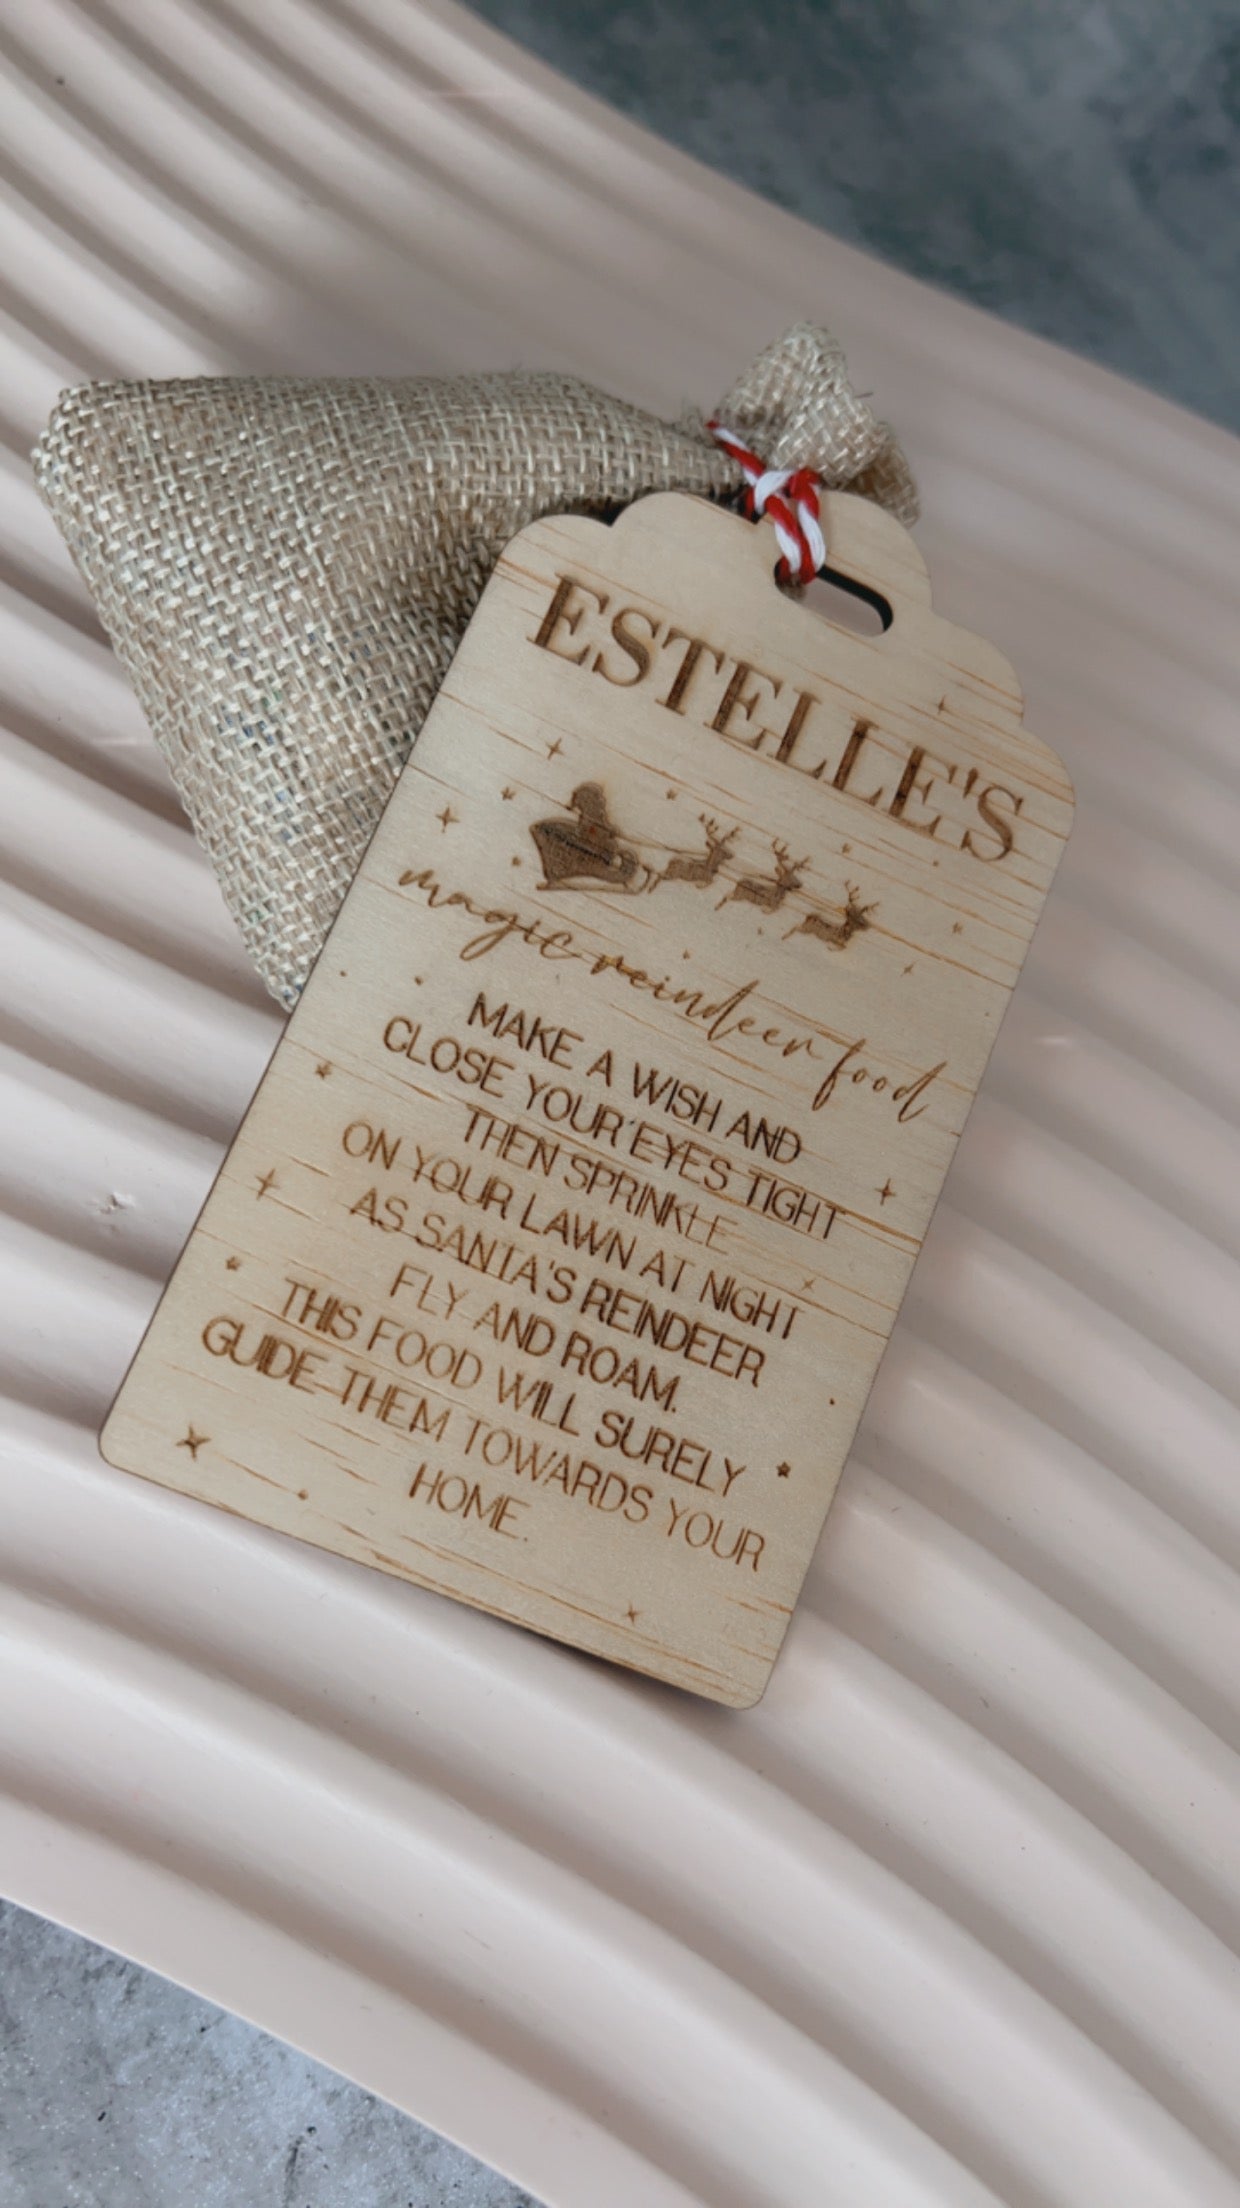 ESTELLE'S
magic reindeer food
MAKE A WISH AND
CLOSE YOUR EYES TIGHT
THEN SPRINKLE
ON YOUR LAWN AT NIGHT
AS SANTA'S REINDEER
FLY AND ROAM.
THIS FOOD WILL SURELY
GUIDE THEM TOWARDS YOUR
HOME.